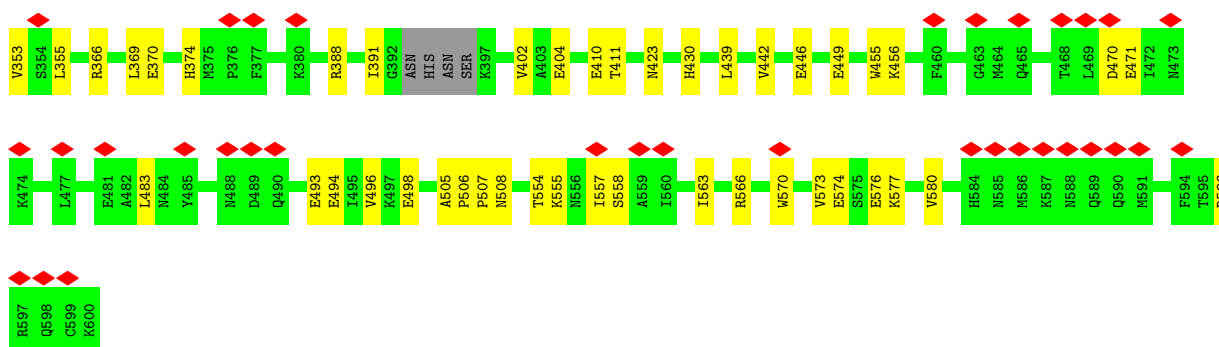 V353 S354 L355 R366 L369 E370 H374 M375 P376 F377 K380 R388 I391 G392 ASN HIS ASN SER K397 V402 A403 E404 E410 T411 N423 H430 L439 V442 E446 E449 W455 K456 F460 G463 M464 Q465 T468 L469 D470 E471 I472 N473
K474 L477 E481 A482 L483 N484 Y485 N488 D489 Q490 E493 E494 I495 V496 K497 E498 A505 P506 P507 N508 T554 K555 N556 I557 S558 A559 I560 I563 R566 W570 V573 E574 S575 E576 K577 V580 H584 N585 M586 K587 N588 Q589 Q590 M591 F594 T595
R597 Q598 C599 K600